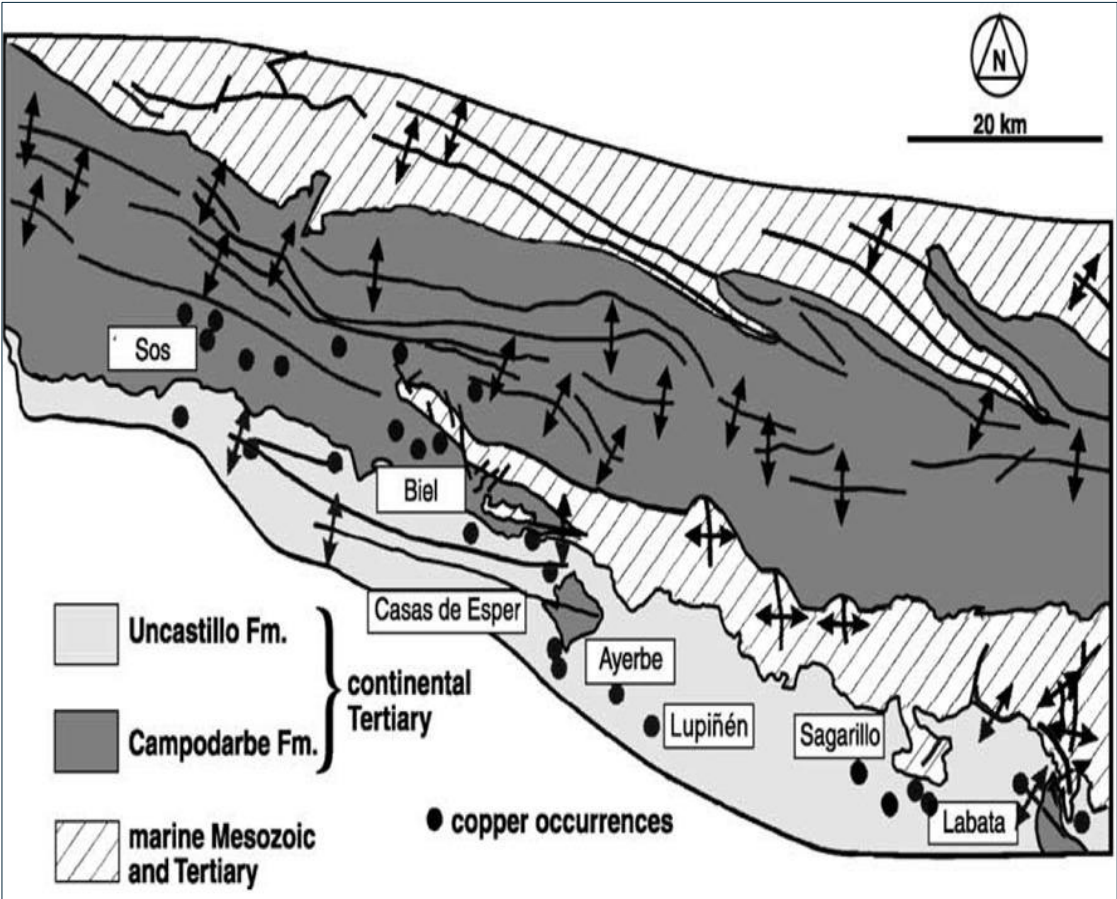 N
20 km
Sos
Biel
Casas de Esper
Ayerbe
Lupiñén
Sagarillo
Labata
Uncastillo Fm.
Campodarbe Fm.
continental
Tertiary
marine Mesozoic
and Tertiary
copper occurrences